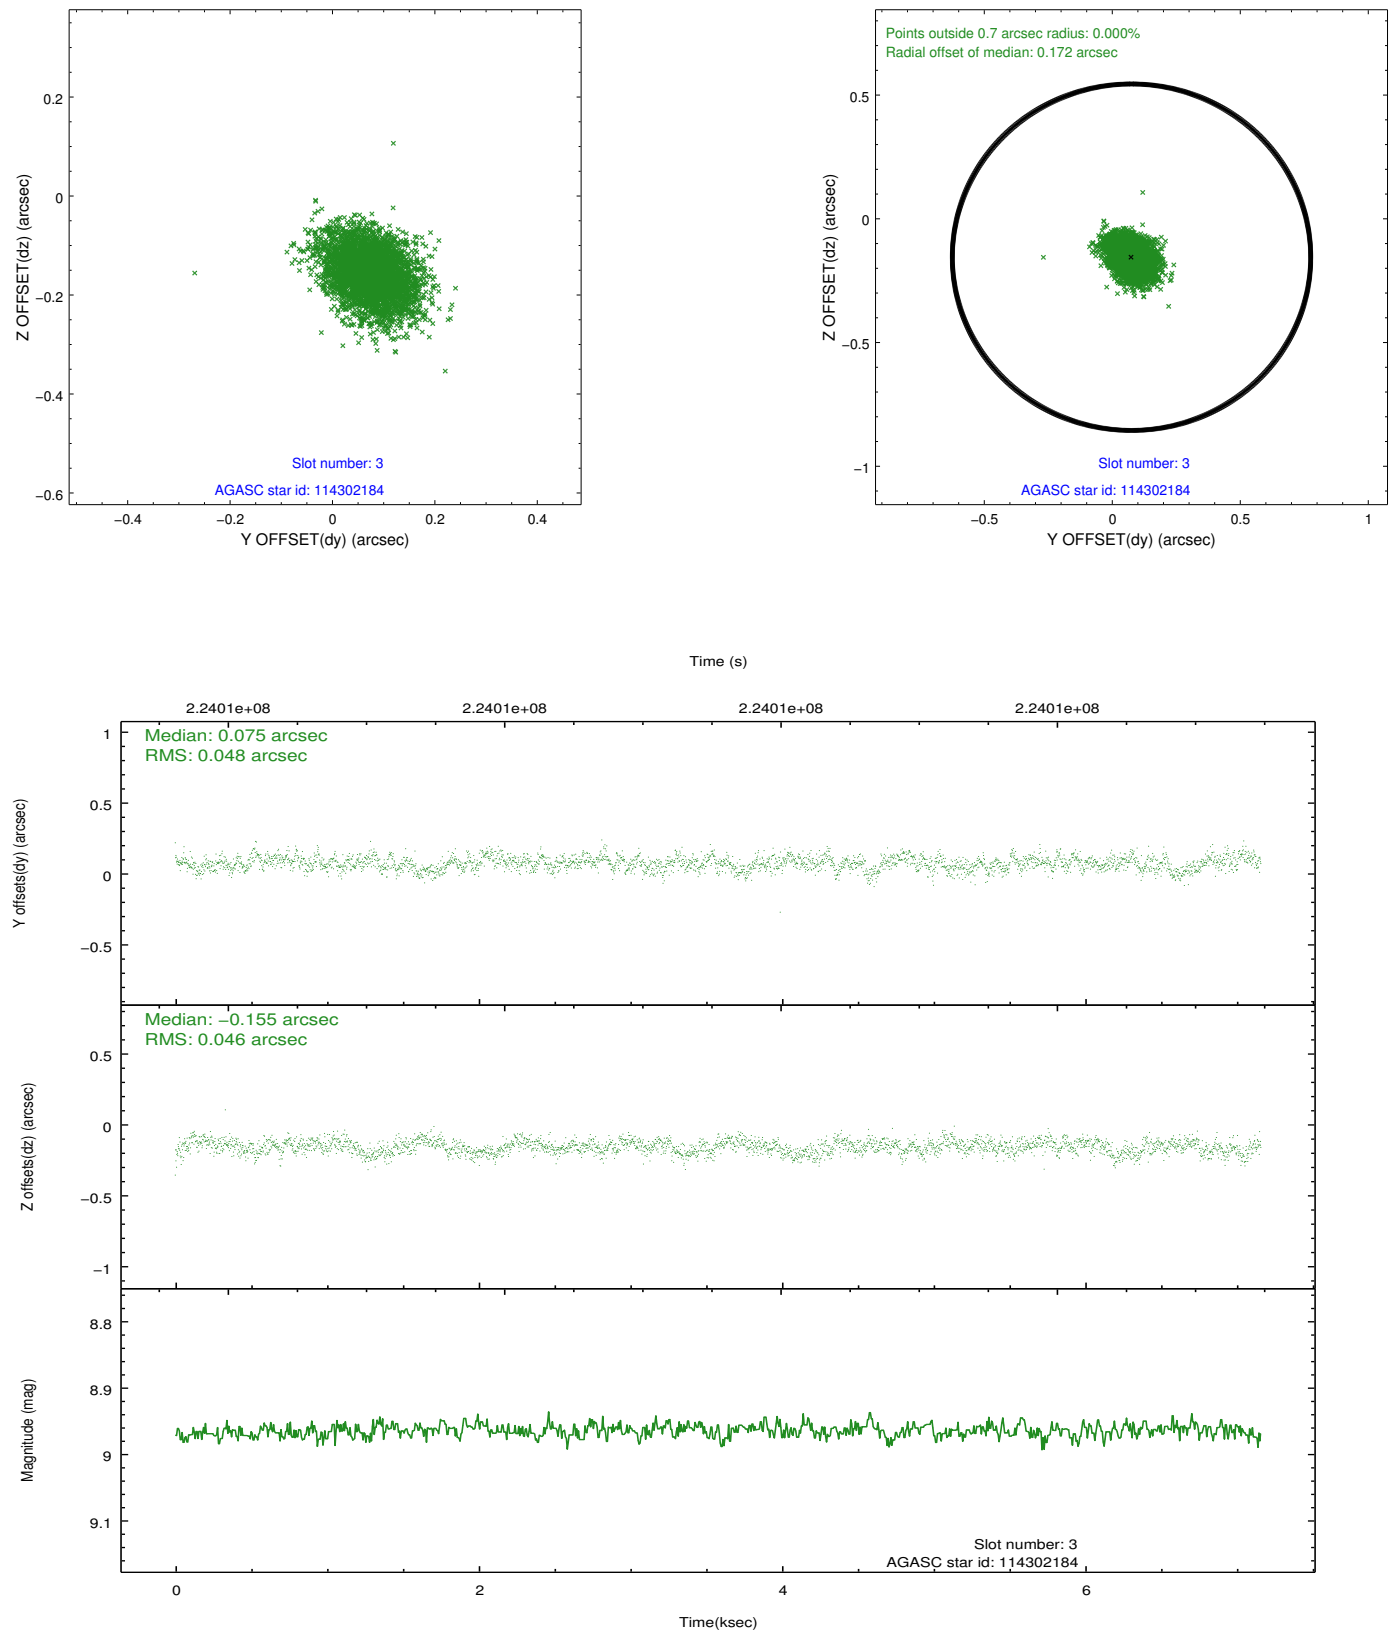 0.2
0
−0.2
−0.4
−0.6
Z OFFSET(dz) (arcsec)
Slot number: 3
AGASC star id: 114302184
−0.4
−0.2
0
0.2
0.4
Y OFFSET(dy) (arcsec)
Points outside 0.7 arcsec radius: 0.000%
Radial offset of median: 0.172 arcsec
0.5
0
−0.5
−1
Z OFFSET(dz) (arcsec)
Slot number: 3
AGASC star id: 114302184
−0.5
0
0.5
1
Y OFFSET(dy) (arcsec)
Time (s)
2.2401e+08
2.2401e+08
2.2401e+08
2.2401e+08
Median: 0.075 arcsec
RMS: 0.048 arcsec
1
0.5
0
−0.5
Y offsets(dy) (arcsec)
Median: −0.155 arcsec
RMS: 0.046 arcsec
0.5
0
−0.5
−1
Z offsets(dz) (arcsec)
8.8
8.9
9
9.1
Magnitude (mag)
Slot number: 3
AGASC star id: 114302184
0
2
4
6
Time(ksec)